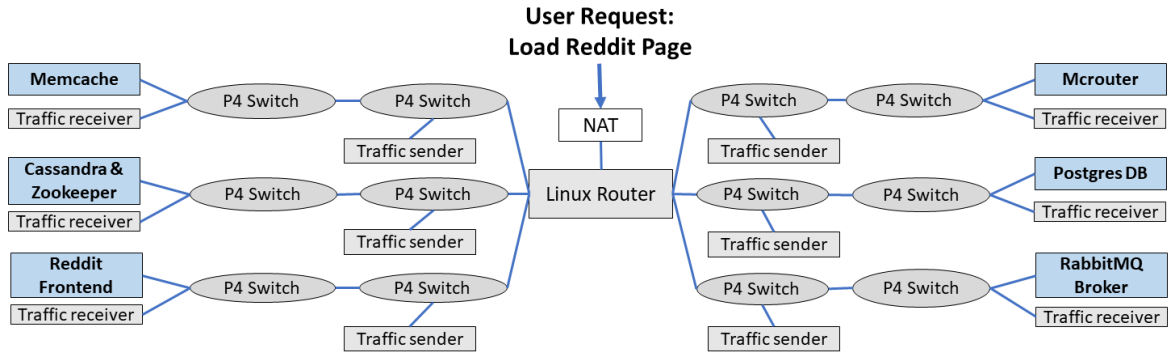 User Request:
Load Reddit Page
NAT
Linux Router
Memcache
Traffic receiver
P4 Switch
P4 Switch
Traffic sender
Cassandra &
Zookeeper
Traffic receiver
P4 Switch
P4 Switch
Traffic sender
Reddit
Frontend
Traffic receiver
P4 Switch
P4 Switch
Traffic sender
P4 Switch
P4 Switch
Traffic sender
Mcrouter
Traffic receiver
P4 Switch
P4 Switch
Traffic sender
Postgres DB
Traffic receiver
P4 Switch
P4 Switch
Traffic sender
RabbitMQ
Broker
Traffic receiver